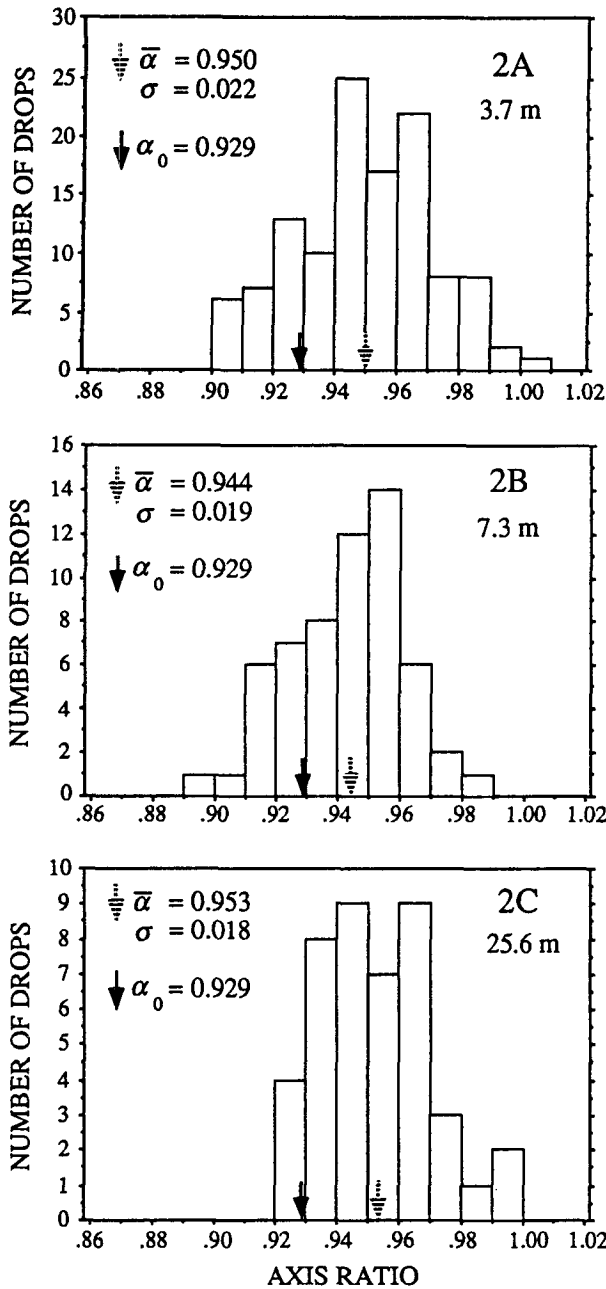 30
25
20
15
10
5
0
NUMBER OF DROPS
ᾱ = 0.950
σ = 0.022
α₀ = 0.929
2A
3.7 m
.86 .88 .90 .92 .94 .96 .98 1.00 1.02
16
14
12
10
8
6
4
2
0
NUMBER OF DROPS
ᾱ = 0.944
σ = 0.019
α₀ = 0.929
2B
7.3 m
.86 .88 .90 .92 .94 .96 .98 1.00 1.02
10
9
8
7
6
5
4
3
2
1
0
NUMBER OF DROPS
ᾱ = 0.953
σ = 0.018
α₀ = 0.929
2C
25.6 m
.86 .88 .90 .92 .94 .96 .98 1.00 1.02
AXIS RATIO